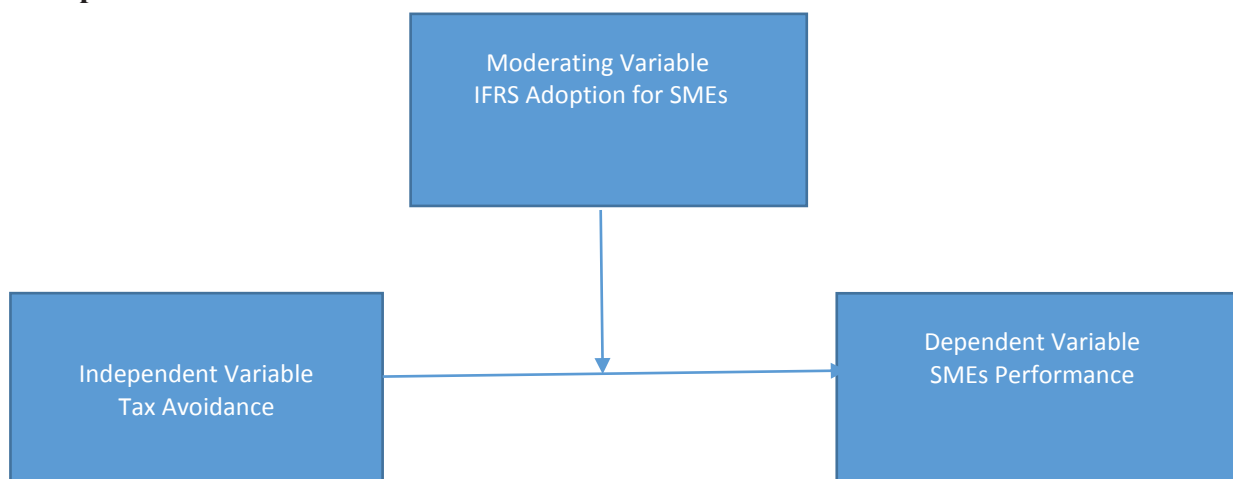 Moderating Variable
IFRS Adoption for SMEs
Independent Variable
Tax Avoidance
Dependent Variable
SMEs Performance